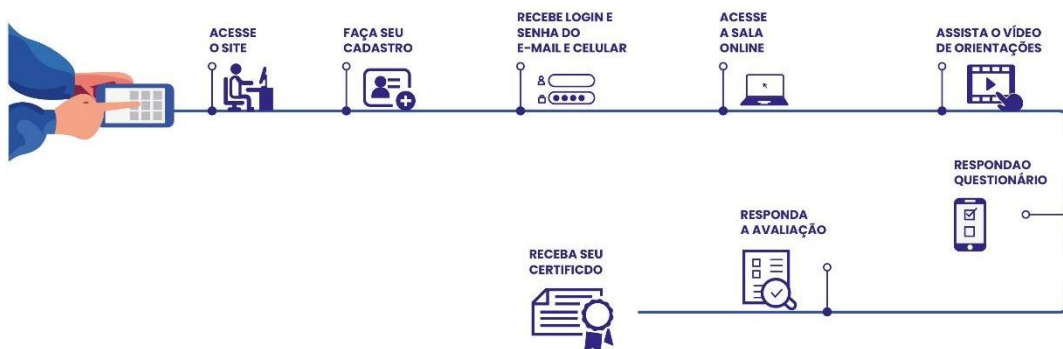 ACESSE
O SITE
FAÇA SEU
CADASTRO
RECEBE LOGIN E
SENHA DO
E-MAIL E CELULAR
ACESSE
A SALA
ONLINE
ASSISTA O VÍDEO
DE ORIENTAÇÕES
RESPONDAO
QUESTIONÁRIO
RESPONDA
A AVALIAÇÃO
RECEBA SEU
CERTIFICDO